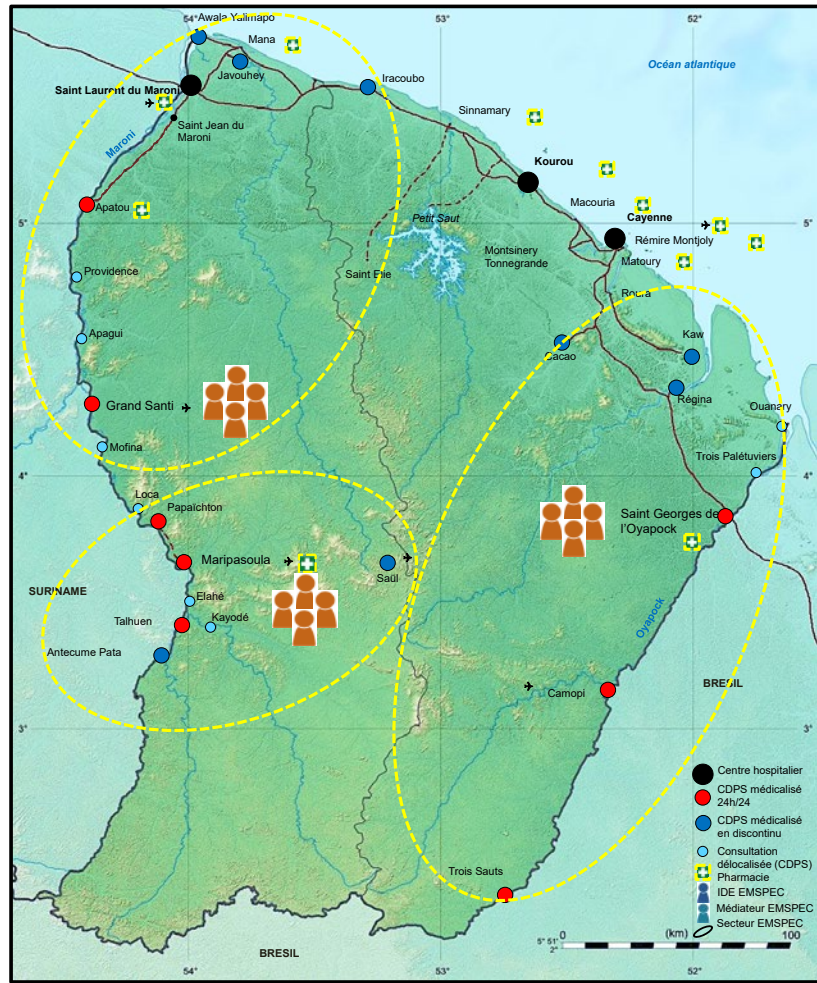 54°
53°
52°
Awala Yalimapo
Mana
Javouhey
Iracoubo
Océan atlantique
Saint Laurent du Maroni
Sinnamary
Saint Jean du
Maroni
Maroni
Kourou
Apatou
Petit Saut
Macouria
Cayenne
5°
5°
Rémire Montjoly
Montsinery
Tonnegrande
Matoury
Saint Elie
Providence
Roura
Apagui
Kaw
Cacao
Régina
Grand Santi
Ouanary
Mofina
Trois Palétuviers
4°
4°
Loca
Papaïchton
Saint Georges de
l'Oyapock
Maripasoula
Saül
SURINAME
Elahé
Talhuen
Kayodé
Oyapock
Antecume Pata
BRESIL
Camopi
3°
3°
Centre hospitalier
CDPS médicalisé
24h/24
CDPS médicalisé
en discontinu
Consultation
délocalisée (CDPS)
Pharmacie
Trois Sauts
IDE EMSPEC
Médiateur EMSPEC
Secteur EMSPEC
0 (km) 100
5° 51°
2°
BRESIL
54°
53°
52°